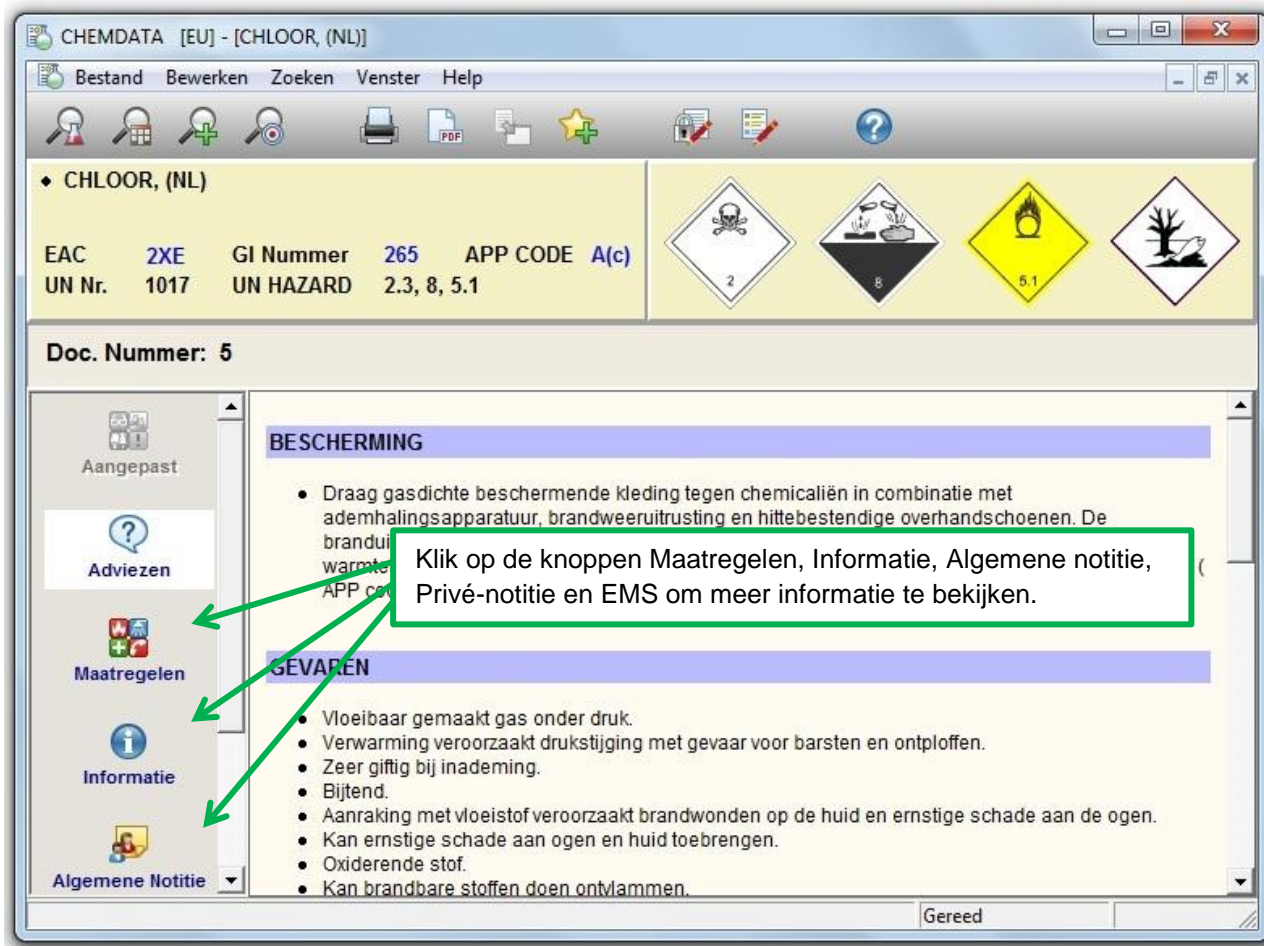 CHEMDATA [EU] - [CHLOOR, (NL)]
Bestand Bewerken Zoeken Venster Help
PDF
CHLOOR, (NL)
EAC 2XE GI Nummer 265 APP CODE A(c)
UN Nr. 1017 UN HAZARD 2.3, 8, 5.1
2 8 5.1
Doc. Nummer: 5
Aangepast
Adviezen
Maatregelen
Informatie
Algemene Notitie
BESCHERMING
Draag gasdichte beschermende kleding tegen chemicaliën in combinatie met
ademhalingsapparatuur, brandweeruitrusting en hittebestendige overhandschoenen. De
(
APP
Klik op de knoppen Maatregelen, Informatie, Algemene notitie,
Privé-notitie en EMS om meer informatie te bekijken.
GEVAREN
Vloeibaar gemaakt gas onder druk.
Verwarming veroorzaakt drukstijging met gevaar voor barsten en ontploffen.
Zeer giftig bij inademing.
Bijtend.
Aanraking met vloeistof veroorzaakt brandwonden op de huid en ernstige schade aan de ogen.
Kan ernstige schade aan ogen en huid toebrengen.
Oxiderende stof.
Kan brandbare stoffen doen ontvlammen.
Gereed